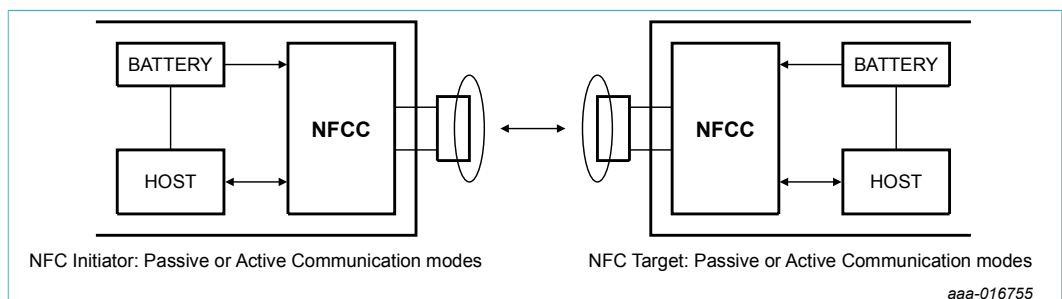 BATTERY
NFCC
HOST
BATTERY
NFCC
HOST
NFC Initiator: Passive or Active Communication modes
NFC Target: Passive or Active Communication modes
aaa-016755